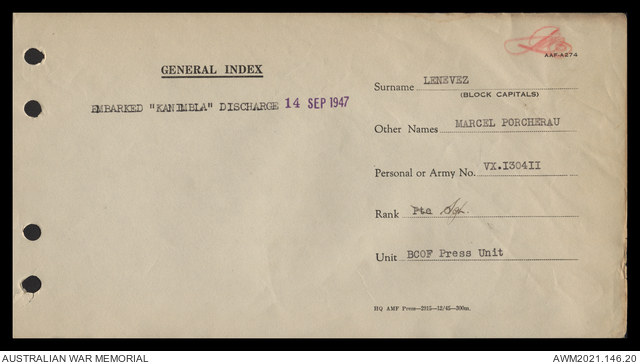 AAF-A274
GENERAL INDEX
EMBARKED "KANIMBLA" DISCHARGE 14 SEP 1947
Surname LENEVEZ
(BLOCK CAPITALS)
Other Names MARCEL PORCHERAU
Personal or Army No. VX.I304II
Rank Pte Sgt.
Unit BCOF Press Unit
HQ AMF Press—2915—12/45—300m.
AUSTRALIAN WAR MEMORIAL
AWM2021.146.20